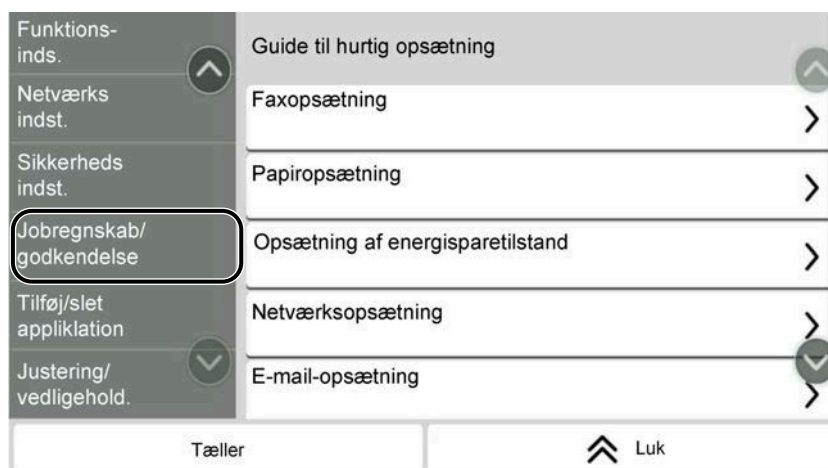 Funktions-
inds.
Netværks
indst.
Sikkerheds
indst.
Jobregnskab/
godkendelse
Tilføj/slet
appliklation
Justering/
vedligehold.
Guide til hurtig opsætning
Faxopsætning
Papiropsætning
Opsætning af energisparetilstand
Netværksopsætning
E-mail-opsætning
Tæller
Luk